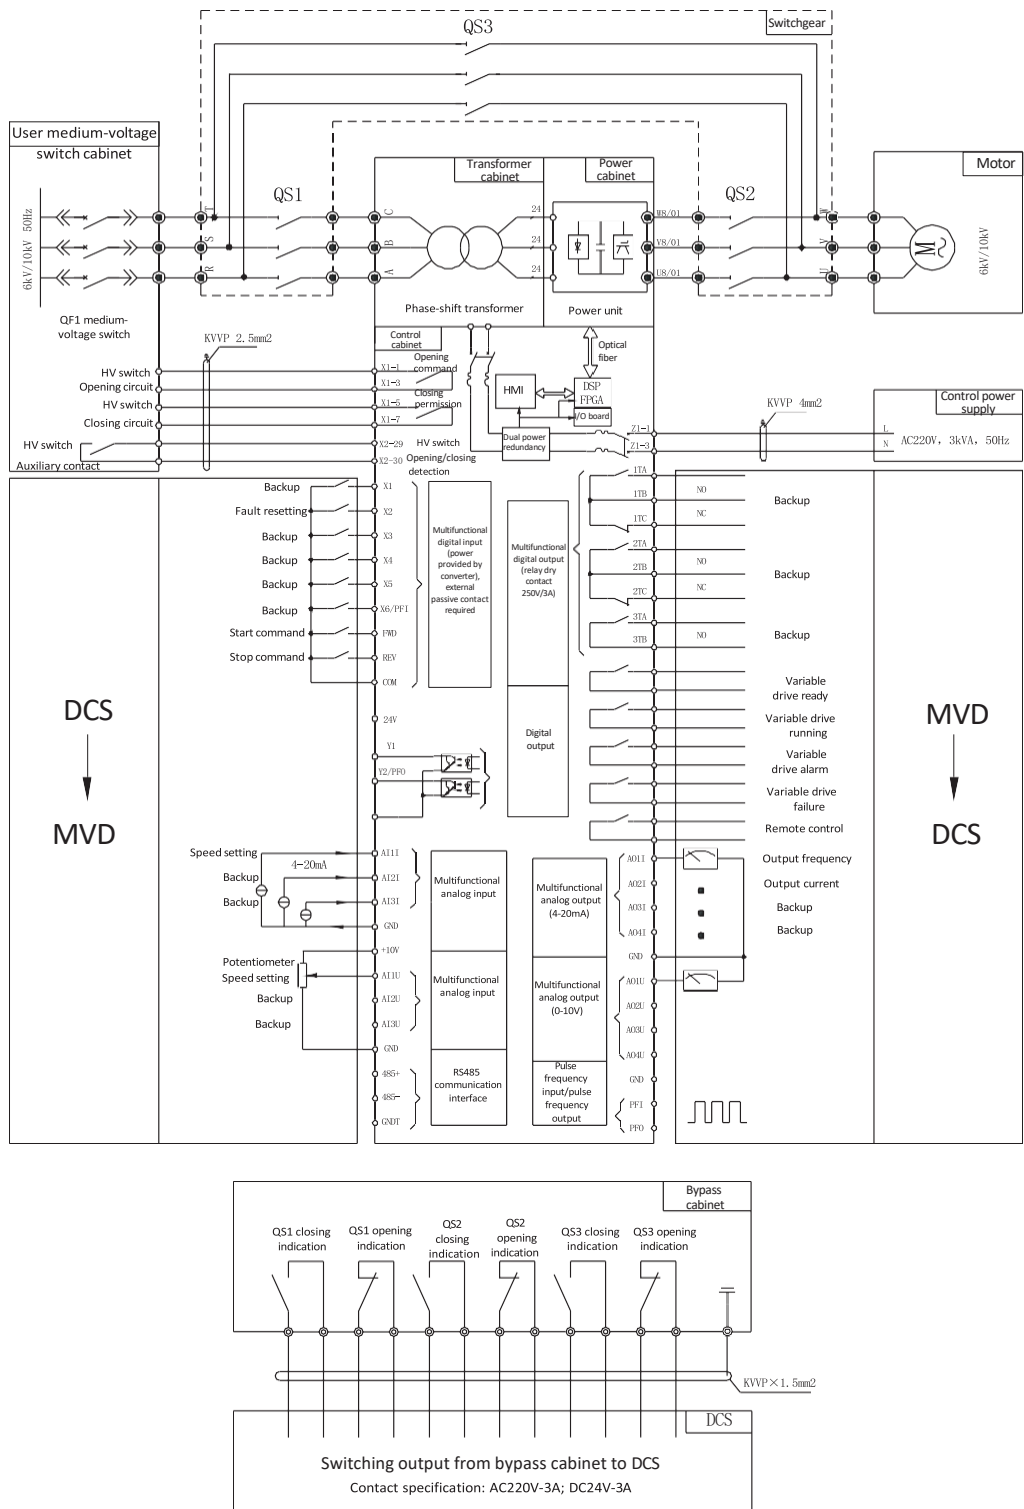 QS3
Switchgear
User medium-voltage
switch cabinet
Transformer
cabinet
Power
cabinet
Motor
QS1
QS2
6kV/10kV 50Hz
T
S
R
C
B
A
24
24
24
W8/01
V8/01
U8/01
W
V
U
M
6kV/10kV
QF1 medium-
voltage switch
Phase-shift transformer
Power unit
KVVP 2.5mm2
Control
cabinet
Optical
fiber
HV switch
Opening circuit
HV switch
Closing circuit
HV switch
Auxiliary contact
X1-1
X1-3
X1-5
X1-7
X2-29
X2-30
Opening
command
Closing
permission
HV switch
Opening/closing
detection
HMI
DSP
FPGA
I/O board
Dual power
redundancy
Z1-1
Z1-3
KVVP 4mm2
Control power
supply
L
N
AC220V, 3kVA, 50Hz
DCS
MVD
Backup
Fault resetting
Backup
Backup
Backup
Backup
Start command
Stop command
X1
X2
X3
X4
X5
X6/PFI
FWD
REV
COM
24V
Y1
Y2/PFO
Multifunctional
digital input
(power
provided by
converter),
external
passive contact
required
Multifunctional
digital output
(relay dry
contact
250V/3A)
Digital
output
1TA
1TB
1TC
2TA
2TB
2TC
3TA
3TB
NO
NC
NO
NC
NO
Backup
Backup
Backup
Variable
drive ready
Variable drive
running
Variable
drive alarm
Variable drive
failure
Remote control
MVD
DCS
Speed setting
4-20mA
Backup
Backup
AI1I
AI2I
AI3I
GND
+10V
Potentiometer
Speed setting
Backup
Backup
AI1U
AI2U
AI3U
GND
485+
485-
GNDT
Multifunctional
analog input
Multifunctional
analog input
RS485
communication
interface
Multifunctional
analog output
(4-20mA)
Multifunctional
analog output
(0-10V)
Pulse
frequency
input/pulse
frequency
output
AO1I
AO2I
AO3I
AO4I
GND
AO1U
AO2U
AO3U
AO4U
GND
PFI
PFO
Output frequency
Output current
Backup
Backup
Bypass
cabinet
QS1 closing
indication
QS1 opening
indication
QS2
closing
indication
QS2
opening
indication
QS3 closing
indication
QS3 opening
indication
KVVP×1.5mm2
DCS
Switching output from bypass cabinet to DCS
Contact specification: AC220V-3A; DC24V-3A